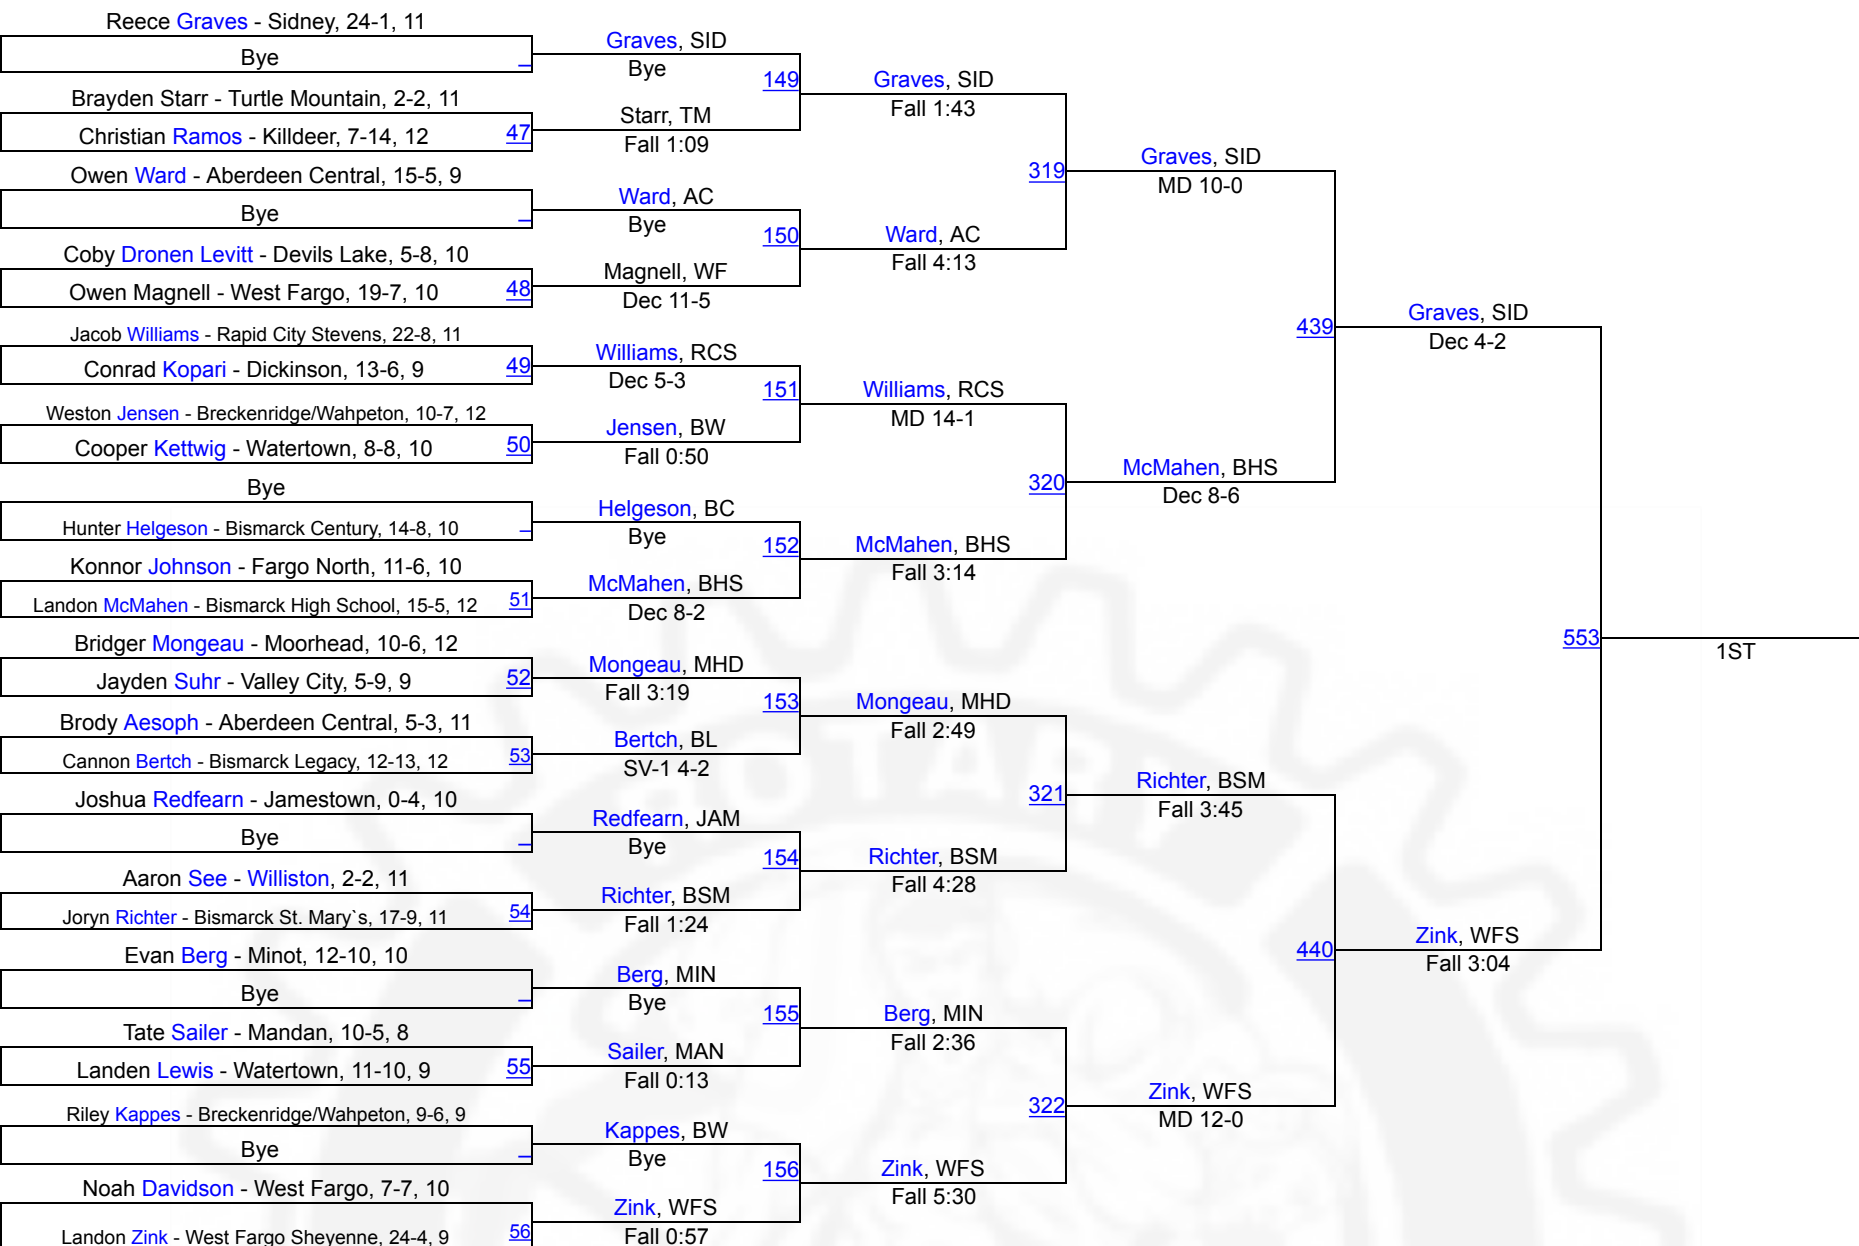 Reece Graves - Sidney, 24-1, 11
Bye
_
Brayden Starr - Turtle Mountain, 2-2, 11
Christian Ramos - Killdeer, 7-14, 12
47
Owen Ward - Aberdeen Central, 15-5, 9
Bye
_
Coby Dronen Levitt - Devils Lake, 5-8, 10
Owen Magnell - West Fargo, 19-7, 10
48
Jacob Williams - Rapid City Stevens, 22-8, 11
Conrad Kopari - Dickinson, 13-6, 9
49
Weston Jensen - Breckenridge/Wahpeton, 10-7, 12
Cooper Kettwig - Watertown, 8-8, 10
50
Bye
Hunter Helgeson - Bismarck Century, 14-8, 10
_
Konnor Johnson - Fargo North, 11-6, 10
Landon McMahen - Bismarck High School, 15-5, 12
51
Bridger Mongeau - Moorhead, 10-6, 12
Jayden Suhr - Valley City, 5-9, 9
52
Brody Aesoph - Aberdeen Central, 5-3, 11
Cannon Bertch - Bismarck Legacy, 12-13, 12
53
Joshua Redfearn - Jamestown, 0-4, 10
Bye
_
Aaron See - Williston, 2-2, 11
Joryn Richter - Bismarck St. Mary`s, 17-9, 11
54
Evan Berg - Minot, 12-10, 10
Bye
_
Tate Sailer - Mandan, 10-5, 8
Landen Lewis - Watertown, 11-10, 9
55
Riley Kappes - Breckenridge/Wahpeton, 9-6, 9
Bye
_
Noah Davidson - West Fargo, 7-7, 10
Landon Zink - West Fargo Sheyenne, 24-4, 9
56
Graves, SID
Bye
149
Starr, TM
Fall 1:09
Ward, AC
Bye
150
Magnell, WF
Dec 11-5
Williams, RCS
Dec 5-3
151
Jensen, BW
Fall 0:50
Helgeson, BC
Bye
152
McMahen, BHS
Dec 8-2
Mongeau, MHD
Fall 3:19
153
Bertch, BL
SV-1 4-2
Redfearn, JAM
Bye
154
Richter, BSM
Fall 1:24
Berg, MIN
Bye
155
Sailer, MAN
Fall 0:13
Kappes, BW
Bye
156
Zink, WFS
Fall 0:57
Graves, SID
Fall 1:43
319
Ward, AC
Fall 4:13
Williams, RCS
MD 14-1
320
McMahen, BHS
Fall 3:14
Mongeau, MHD
Fall 2:49
321
Richter, BSM
Fall 4:28
Berg, MIN
Fall 2:36
322
Zink, WFS
Fall 5:30
Graves, SID
MD 10-0
439
McMahen, BHS
Dec 8-6
Richter, BSM
Fall 3:45
440
Zink, WFS
MD 12-0
Graves, SID
Dec 4-2
553
Zink, WFS
Fall 3:04
1ST
ROTARY